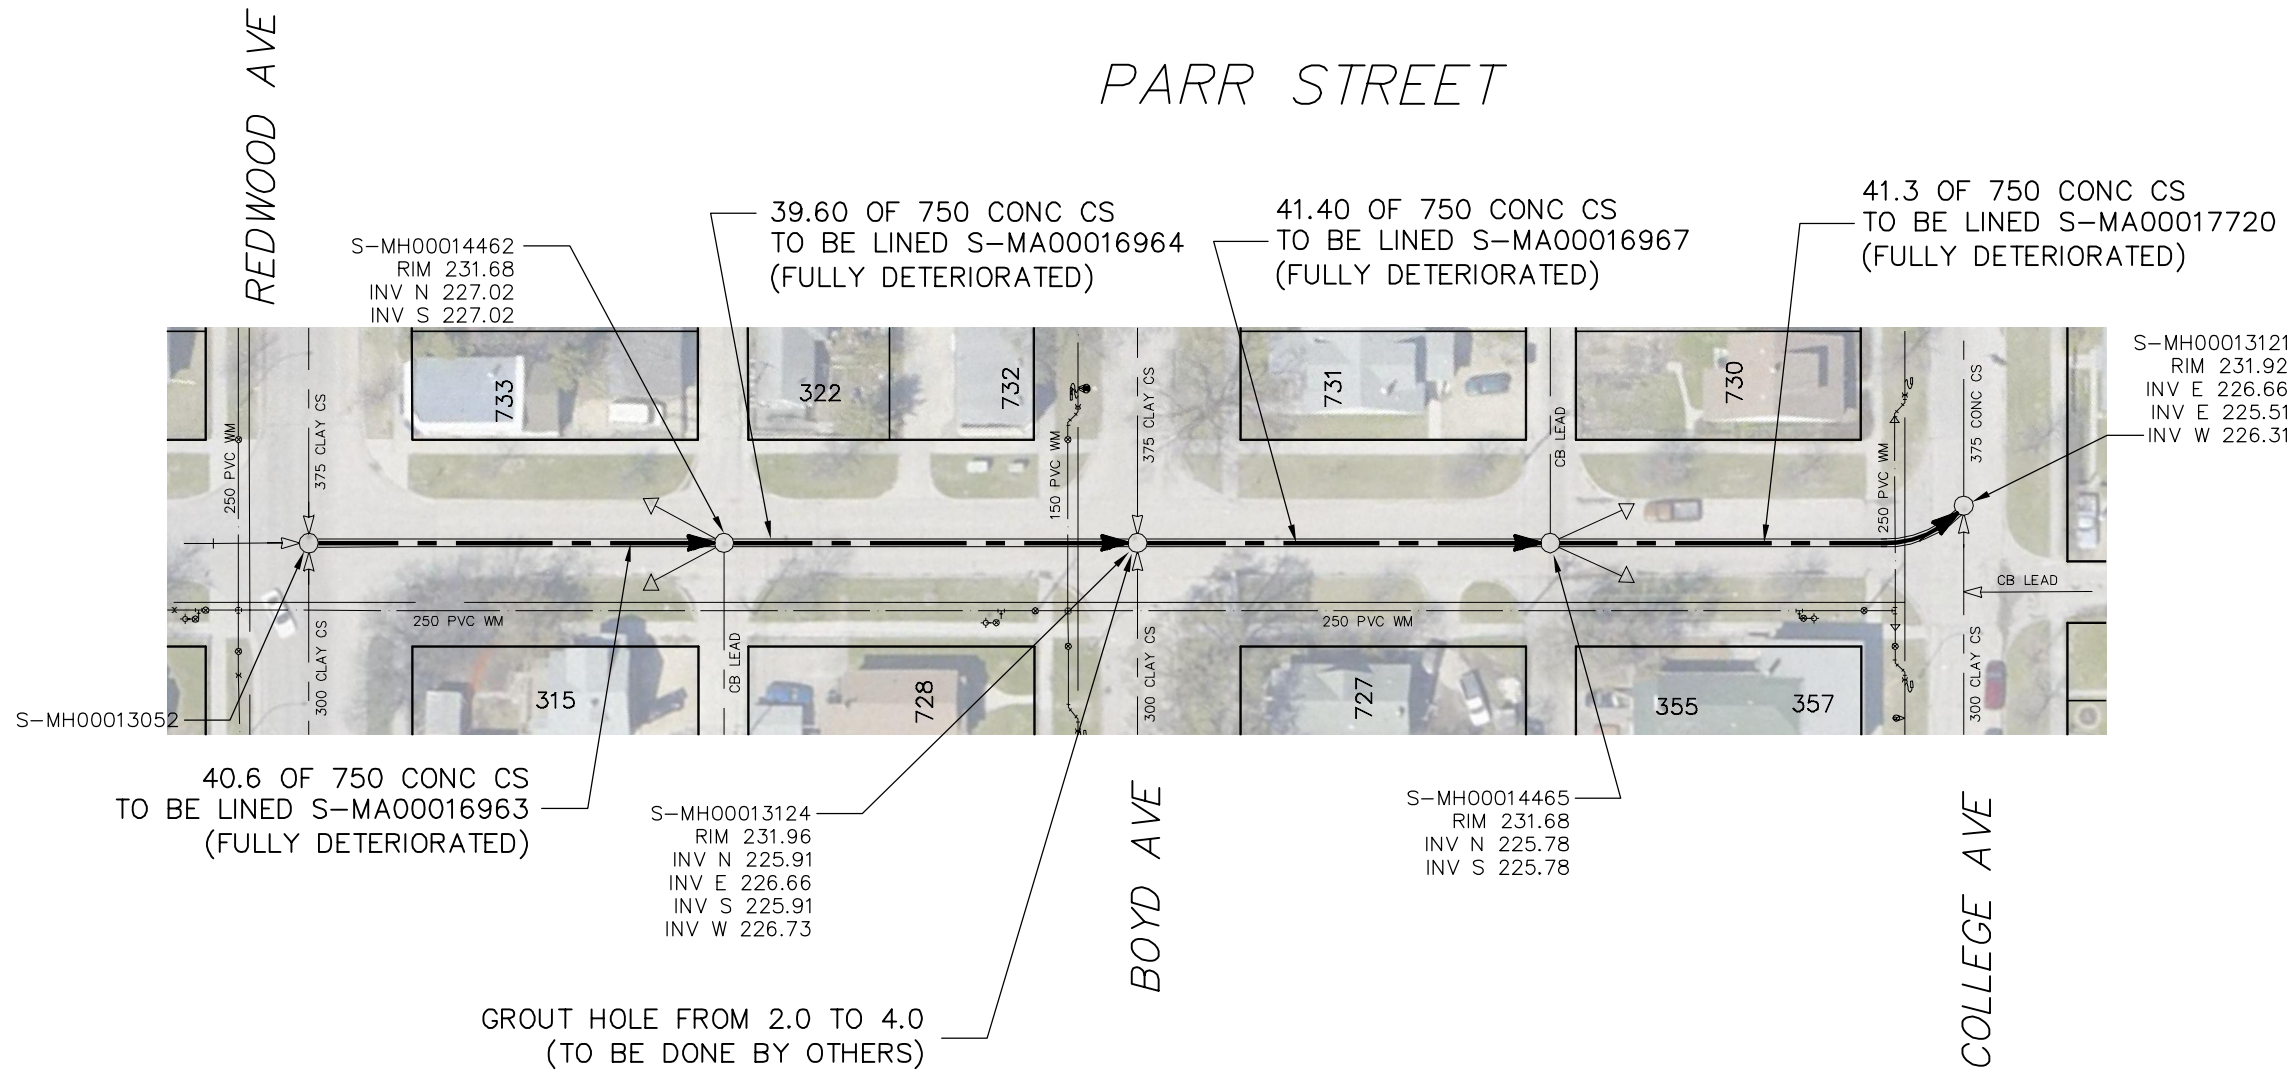 REDWOOD AVE
PARR STREET
S-MH00014462
RIM 231.68
INV N 227.02
INV S 227.02
39.60 OF 750 CONC CS
TO BE LINED S-MA00016964
(FULLY DETERIORATED)
41.40 OF 750 CONC CS
TO BE LINED S-MA00016967
(FULLY DETERIORATED)
41.3 OF 750 CONC CS
TO BE LINED S-MA00017720
(FULLY DETERIORATED)
S-MH00013121
RIM 231.92
INV E 226.66
INV E 225.51
INV W 226.31
250 PVC WM
375 CLAY CS
733
322
732
150 PVC WM
375 CLAY CS
731
CB LEAD
730
250 PVC WM
375 CONC CS
CB LEAD
250 PVC WM
250 PVC WM
300 CLAY CS
315
CB LEAD
728
300 CLAY CS
727
355
357
300 CLAY CS
S-MH00013052
40.6 OF 750 CONC CS
TO BE LINED S-MA00016963
(FULLY DETERIORATED)
S-MH00013124
RIM 231.96
INV N 225.91
INV E 226.66
INV S 225.91
INV W 226.73
S-MH00014465
RIM 231.68
INV N 225.78
INV S 225.78
BOYD AVE
COLLEGE AVE
GROUT HOLE FROM 2.0 TO 4.0
(TO BE DONE BY OTHERS)